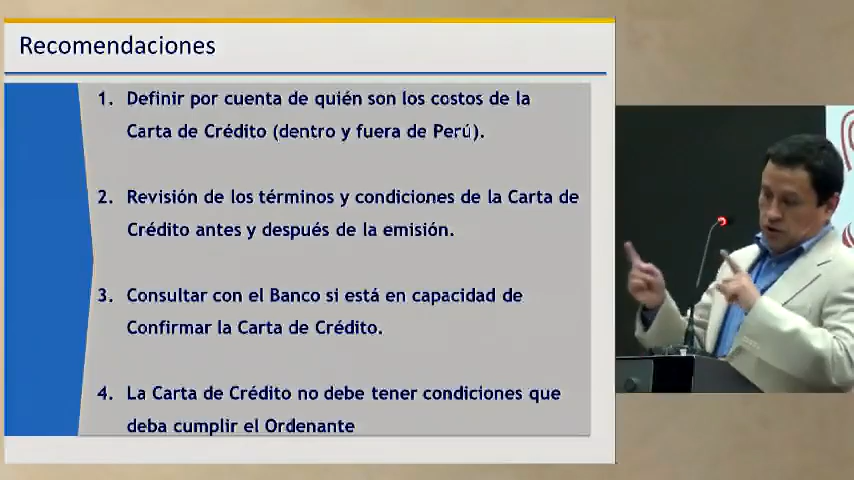 Recomendaciones
1. Definir por cuenta de quién son los costos de la
Carta de Crédito (dentro y fuera de Perú).
2. Revisión de los términos y condiciones de la Carta de
Crédito antes y después de la emisión.
3. Consultar con el Banco si está en capacidad de
Confirmar la Carta de Crédito.
4. La Carta de Crédito no debe tener condiciones que
deba cumplir el Ordenante